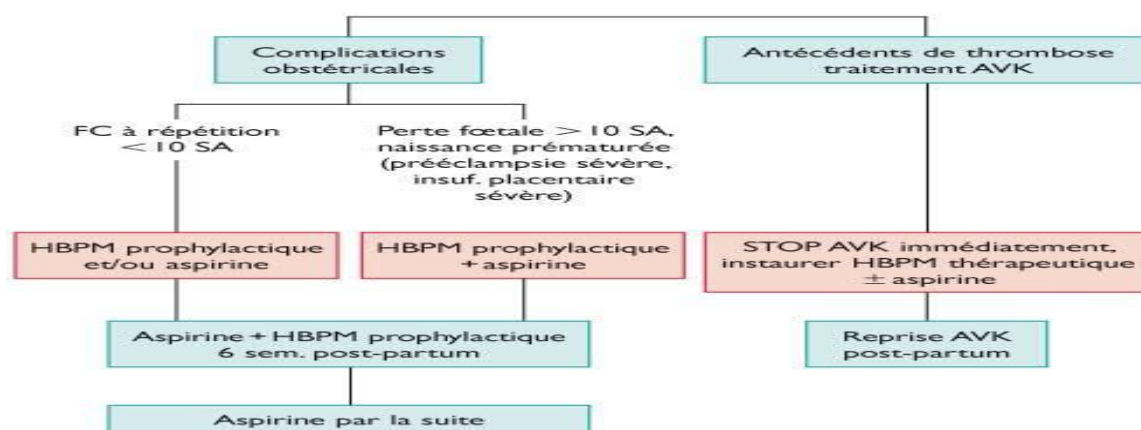 Complications
obstétricales
Antécédents de thrombose
traitement AVK
FC à répétition
< 10 SA
Perte fœtale > 10 SA,
naissance prématurée
(prééclampsie sévère,
insuf. placentaire
sévère)
HBPM prophylactique
et/ou aspirine
HBPM prophylactique
+ aspirine
STOP AVK immédiatement,
instaurer HBPM thérapeutique
± aspirine
Aspirine + HBPM prophylactique
6 sem. post-partum
Reprise AVK
post-partum
Aspirine par la suite